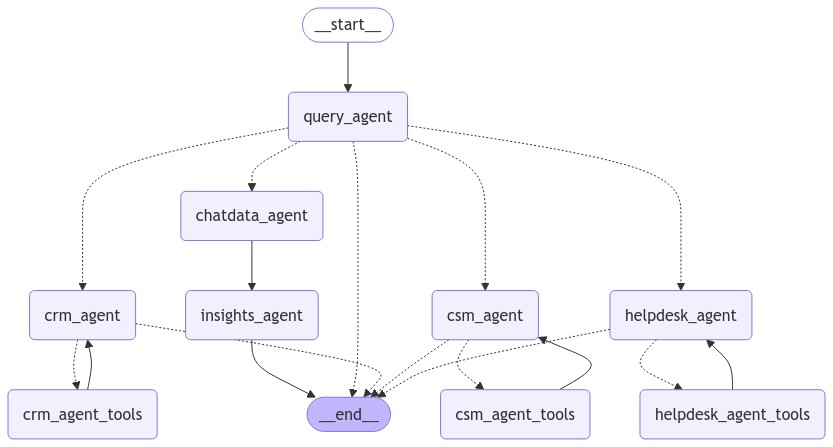 __start__
query_agent
chatdata_agent
crm_agent
insights_agent
csm_agent
helpdesk_agent
crm_agent_tools
__end__
csm_agent_tools
helpdesk_agent_tools